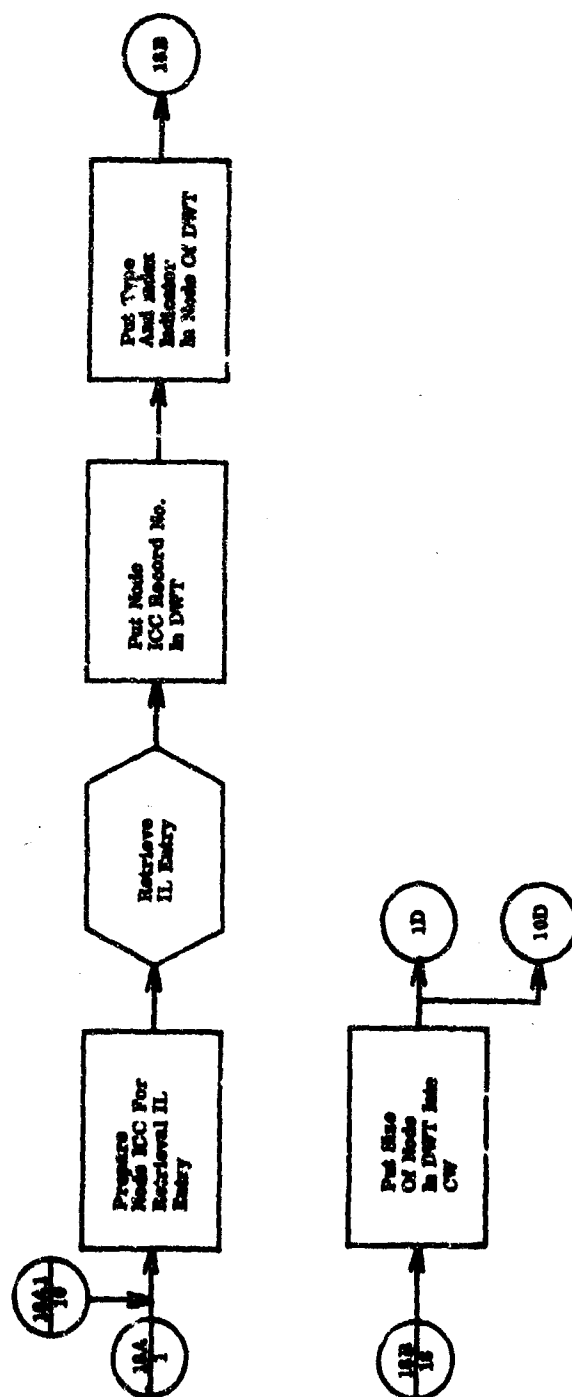 Prepare
Node ICC For
Retrieval IL
Entry
Retrieve
IL Entry
Put Node
ICC Record No.
In DWT
Put Type
And Index
Indicator
In Node Of DWT
Put Size
Of Node
In DWT Into
CW
1D
10D